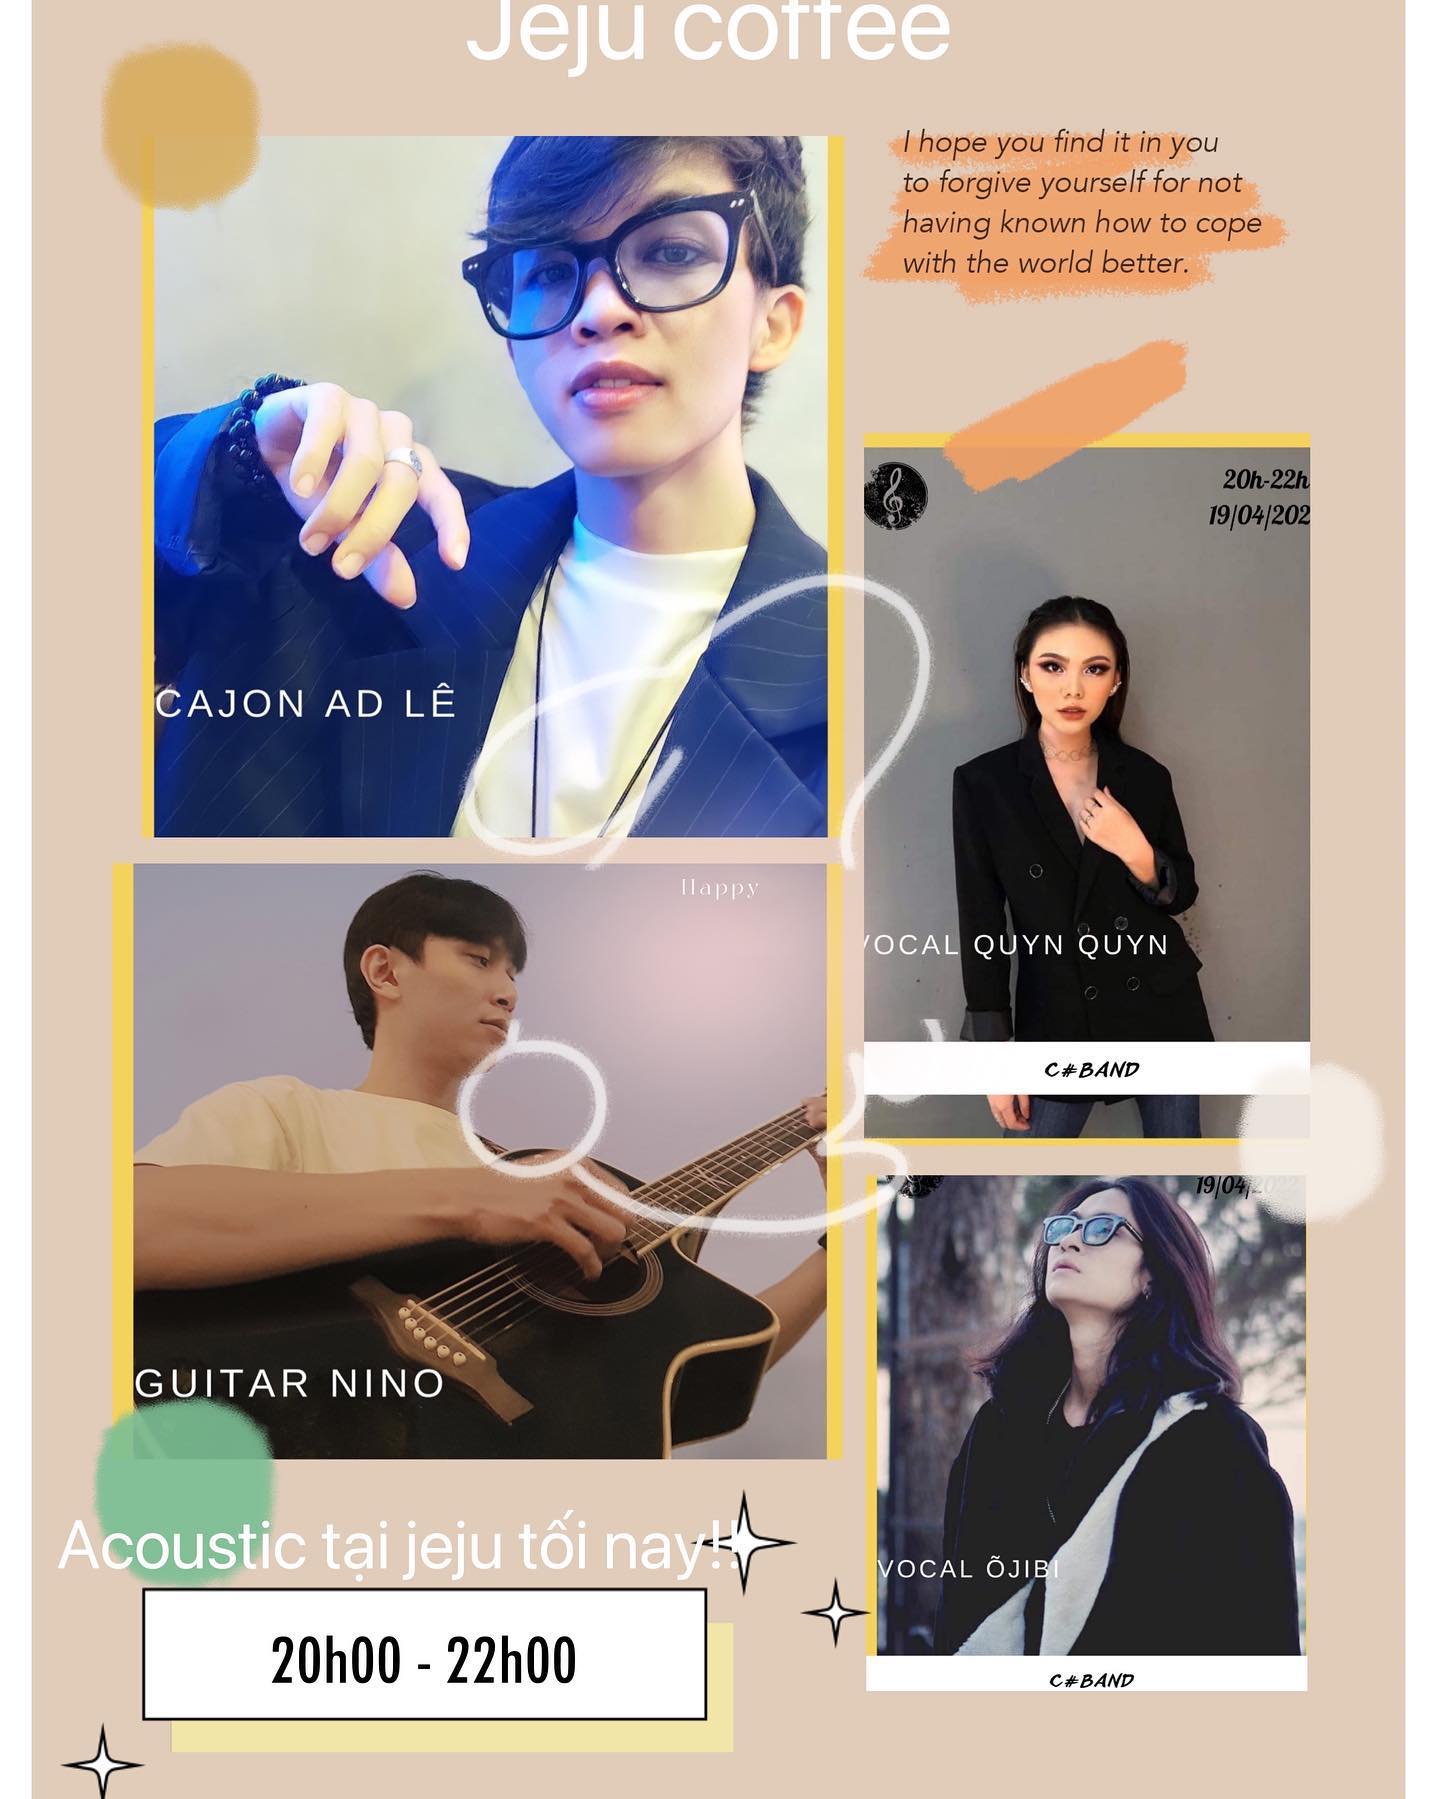 Jeju coffee
I hope you find it in you
to forgive yourself for not
having known how to cope
with the world better.
20h-22h
19/04/202
CAJON AD LÊ
VOCAL QUYN QUYN
C#BAND
Happy
GUITAR NINO
19/04/2022
VOCAL ÕJIBI
C#BAND
Acoustic tại jeju tối nay!!
20h00 - 22h00